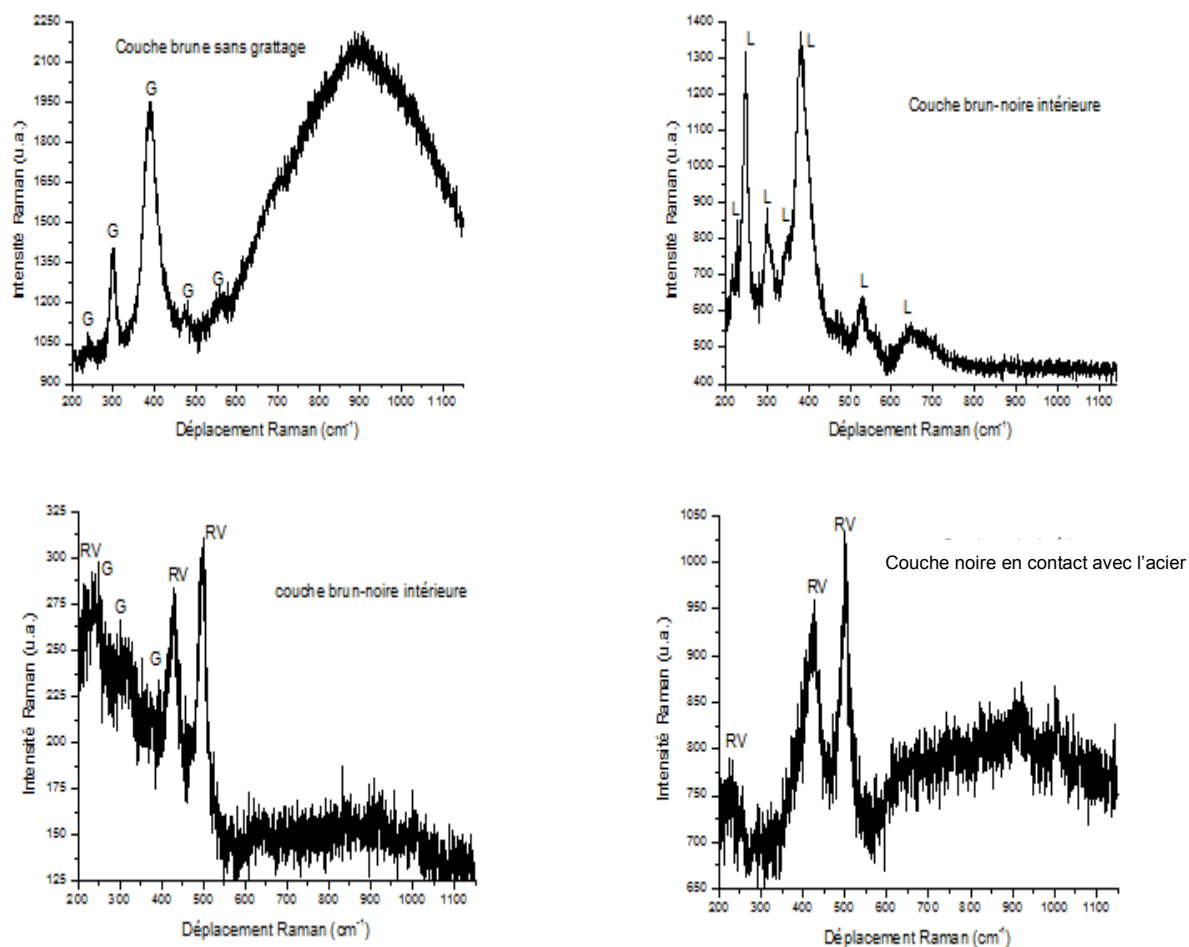 Couche brune sans grattage
Intensité Raman (u.a.)
2250
2100
1950
1800
1650
1500
1350
1200
1050
900
G
G
G
G
G
200 300 400 500 600 700 800 900 1000 1100
Déplacement Raman (cm⁻¹)
Couche brun-noire intérieure
Intensité Raman (u.a.)
1400
1300
1200
1100
1000
900
800
700
600
500
400
L
L
L
L
L
L
L
200 300 400 500 600 700 800 900 1000 1100
Déplacement Raman (cm⁻¹)
couche brun-noire intérieure
Intensité Raman (u.a.)
325
300
275
250
225
200
175
150
125
RV
G
G
G
RV
RV
200 300 400 500 600 700 800 900 1000 1100
Déplacement Raman (cm⁻¹)
Couche noire en contact avec l'acier
Intensité Raman (u.a.)
1050
1000
950
900
850
800
750
700
650
RV
RV
RV
200 300 400 500 600 700 800 900 1000 1100
Déplacement Raman (cm⁻¹)